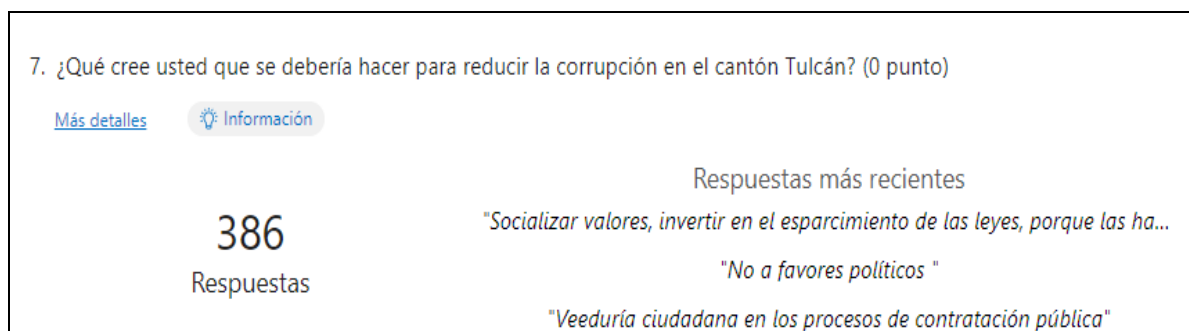 7. ¿Qué cree usted que se debería hacer para reducir la corrupción en el cantón Tulcán? (0 punto)
Más detalles
Información
Respuestas más recientes
386
Respuestas
"Socializar valores, invertir en el esparcimiento de las leyes, porque las ha...
"No a favores políticos "
"Veeduría ciudadana en los procesos de contratación pública"